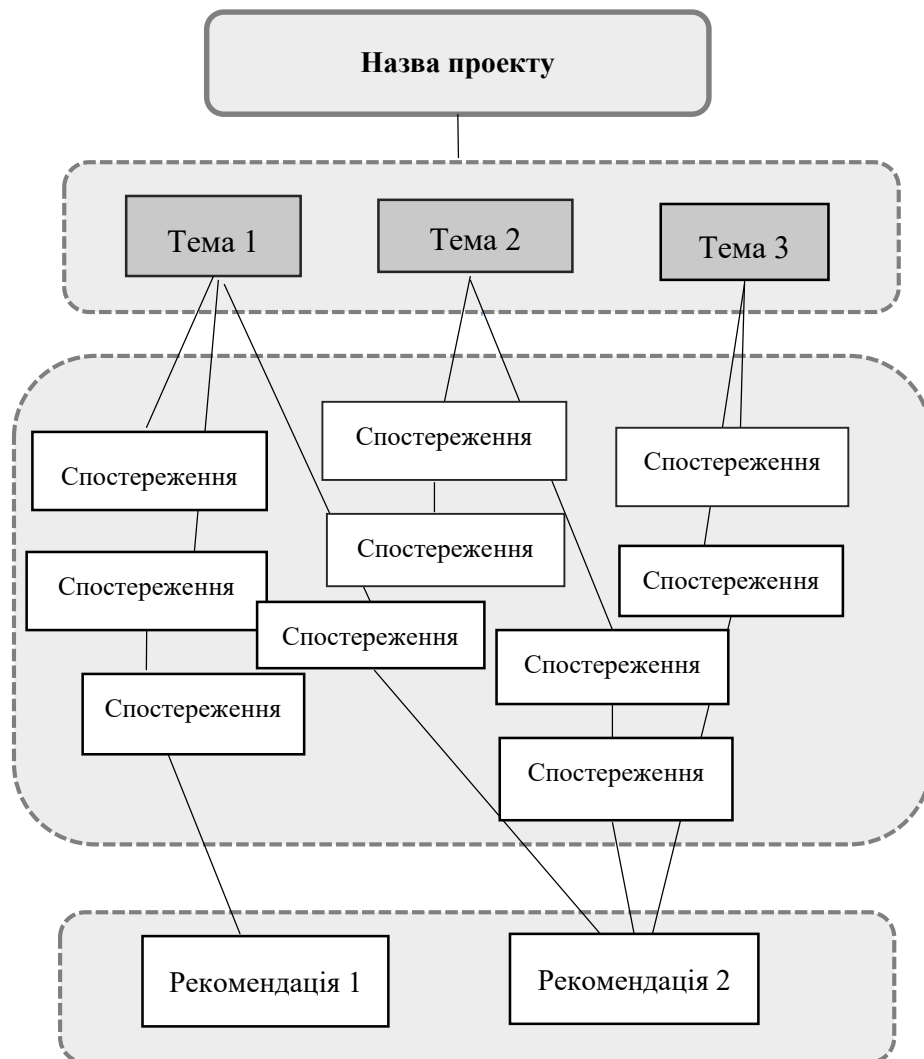 Назва проекту
Тема 1
Тема 2
Тема 3
Спостереження
Спостереження
Спостереження
Спостереження
Спостереження
Спостереження
Спостереження
Спостереження
Спостереження
Спостереження
Рекомендація 1
Рекомендація 2